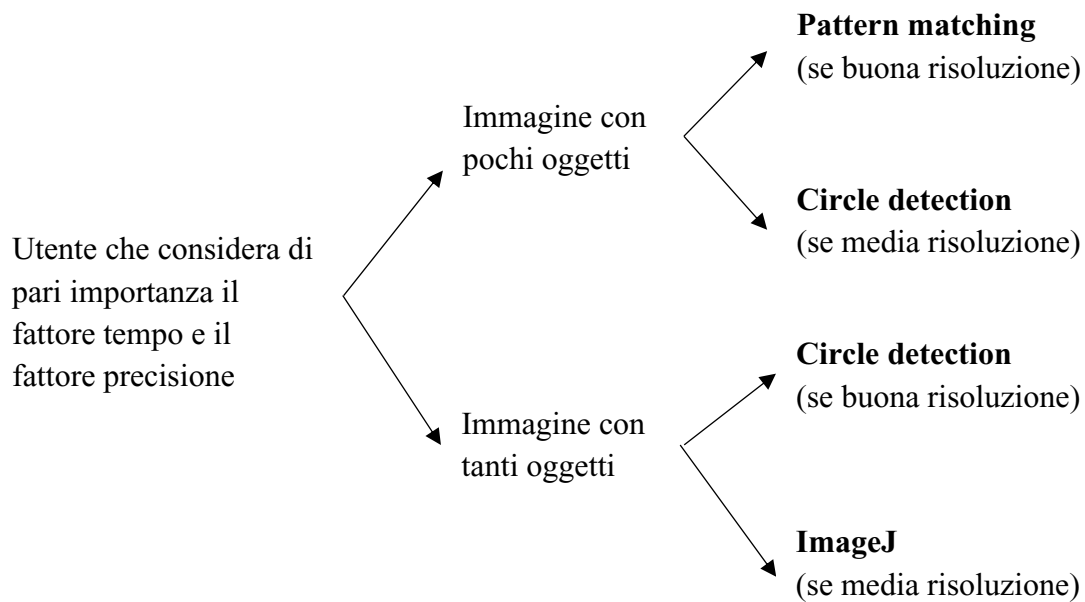 Utente che considera di
pari importanza il
fattore tempo e il
fattore precisione
Immagine con
pochi oggetti
Pattern matching
(se buona risoluzione)
Circle detection
(se media risoluzione)
Immagine con
tanti oggetti
Circle detection
(se buona risoluzione)
ImageJ
(se media risoluzione)